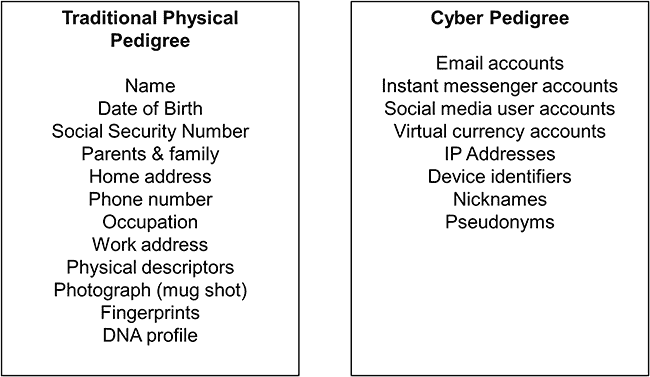 Traditional Physical
Pedigree
Name
Date of Birth
Social Security Number
Parents & family
Home address
Phone number
Occupation
Work address
Physical descriptors
Photograph (mug shot)
Fingerprints
DNA profile
Cyber Pedigree
Email accounts
Instant messenger accounts
Social media user accounts
Virtual currency accounts
IP Addresses
Device identifiers
Nicknames
Pseudonyms